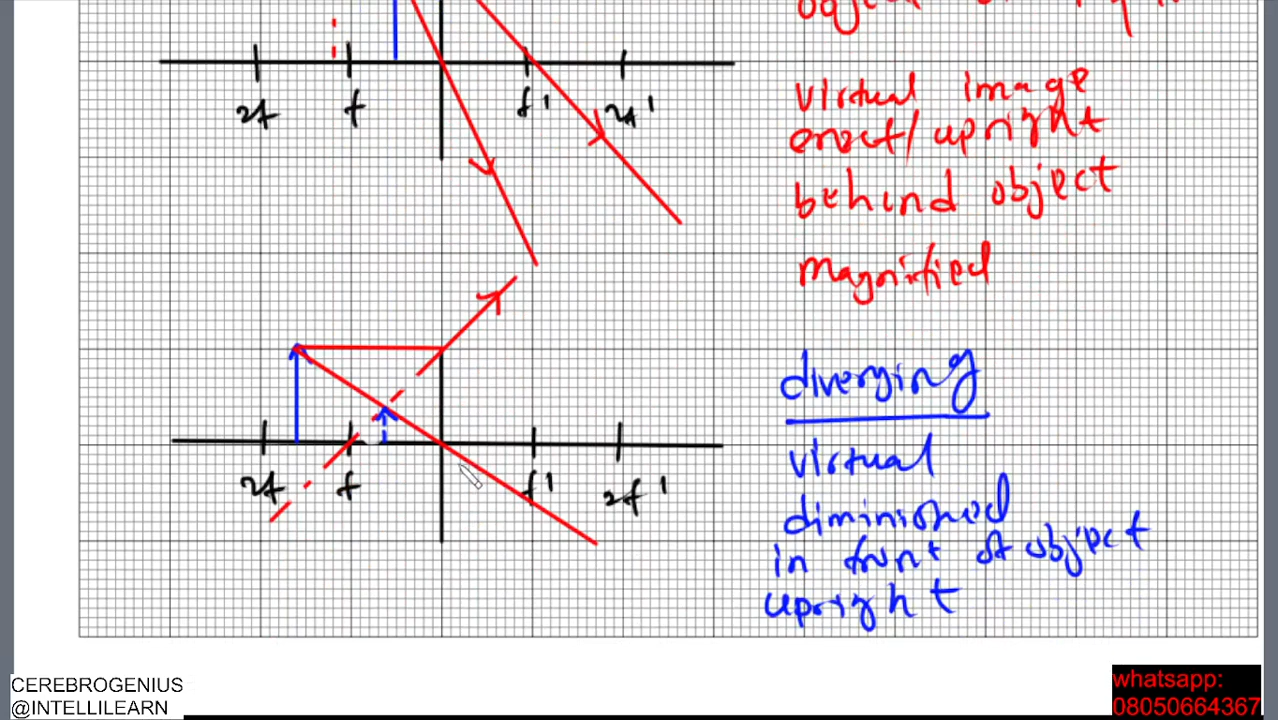 object
virtual image
erect/upright
behind object
magnified
2f f f' 2f'
diverging
virtual
diminished
in front of object
upright
2f f f' 2f'
CEREBROGENIUS
@INTELLILEARN
whatsapp:
08050664367